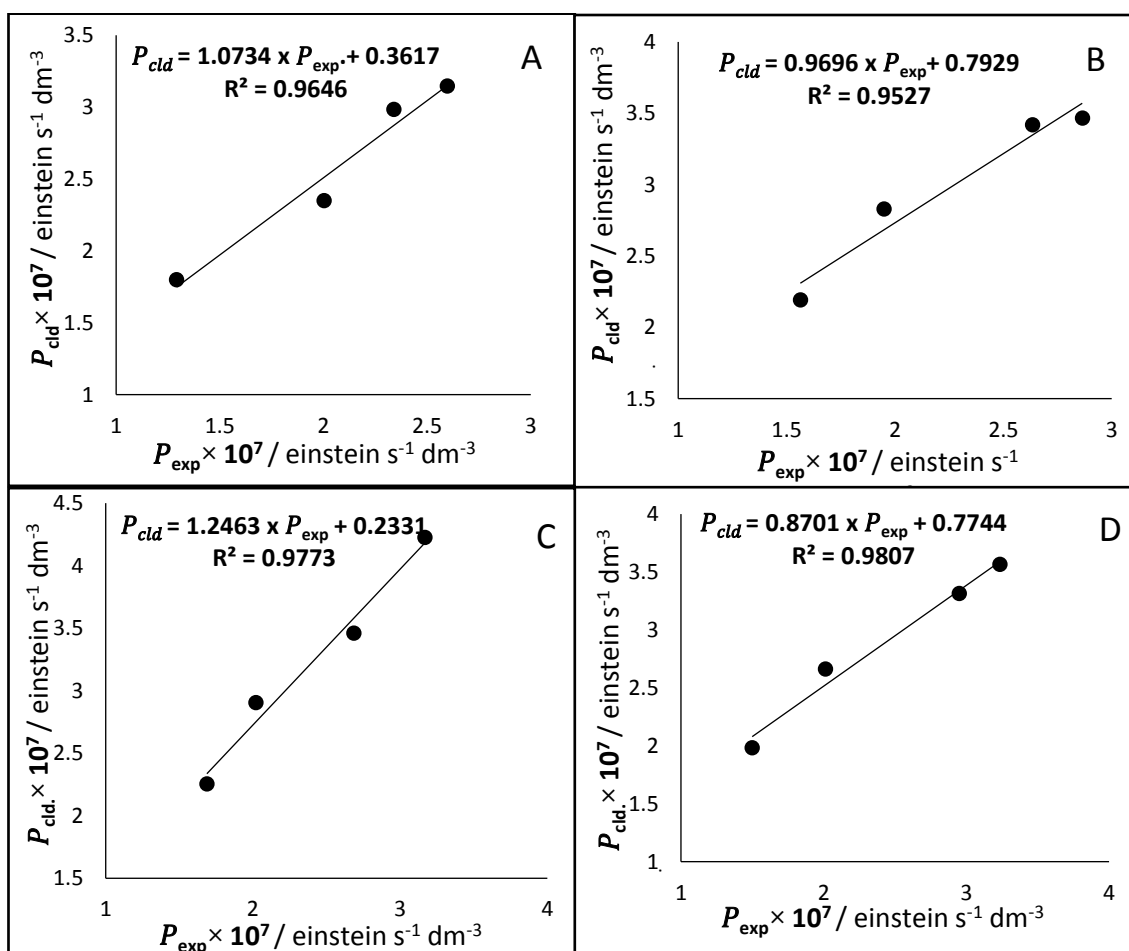 A
P_cld = 1.0734 x P_exp.+ 0.3617
R² = 0.9646
P_cld × 10⁷ / einstein s⁻¹ dm⁻³
3.5
3
2.5
2
1.5
1
1
1.5
2
2.5
3
P_exp × 10⁷ / einstein s⁻¹ dm⁻³
B
P_cld = 0.9696 x P_exp + 0.7929
R² = 0.9527
P_cld × 10⁷ / einstein s⁻¹ dm⁻³
4
3.5
3
2.5
2
1.5
1
1.5
2
2.5
3
P_exp × 10⁷ / einstein s⁻¹
C
P_cld = 1.2463 x P_exp + 0.2331
R² = 0.9773
P_cld. × 10⁷ / einstein s⁻¹ dm⁻³
4.5
4
3.5
3
2.5
2
1.5
1
2
3
4
P_exp × 10⁷ / einstein s⁻¹ dm⁻³
D
P_cld = 0.8701 x P_exp + 0.7744
R² = 0.9807
P_cld. × 10⁷ / einstein s⁻¹ dm⁻³
4
3.5
3
2.5
2
1.5
1
1
2
3
4
P_exp × 10⁷ / einstein s⁻¹ dm⁻³